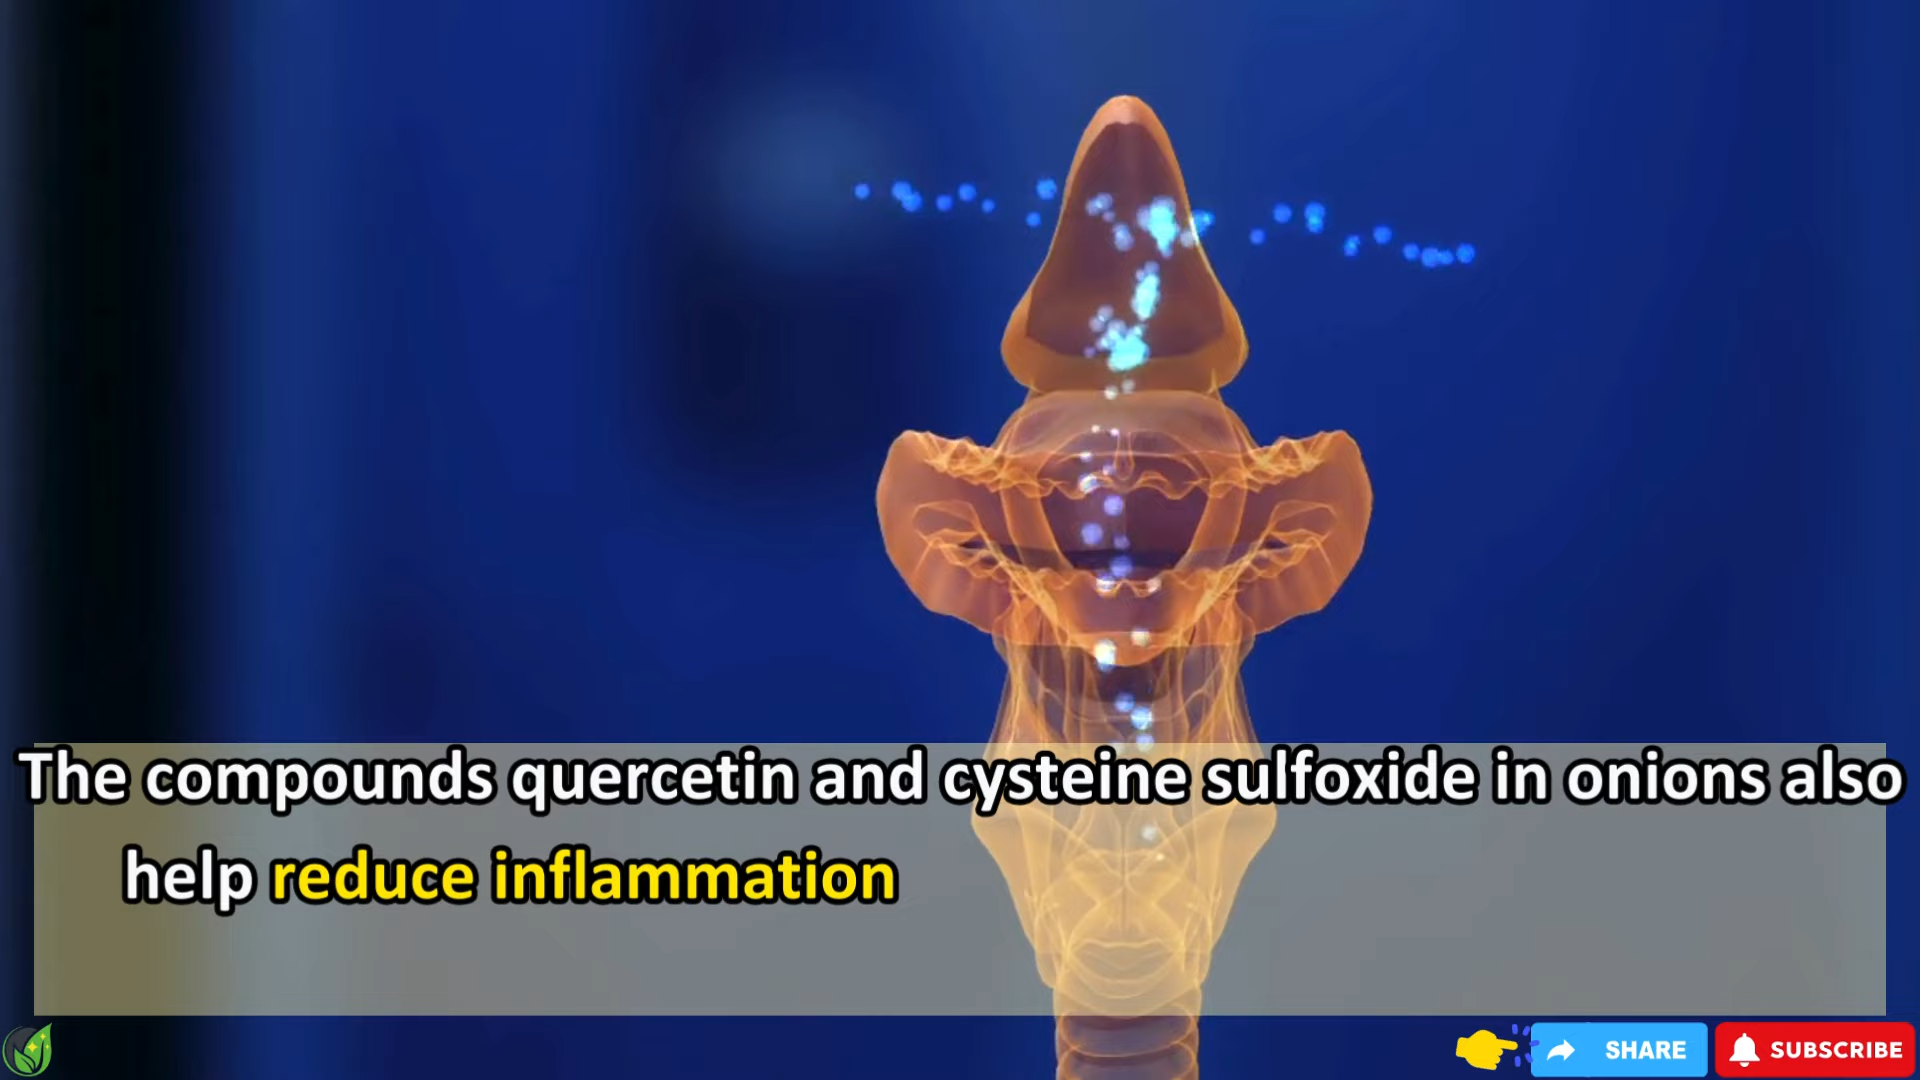 The compounds quercetin and cysteine sulfoxide in onions also
help reduce inflammation
SHARE
SUBSCRIBE